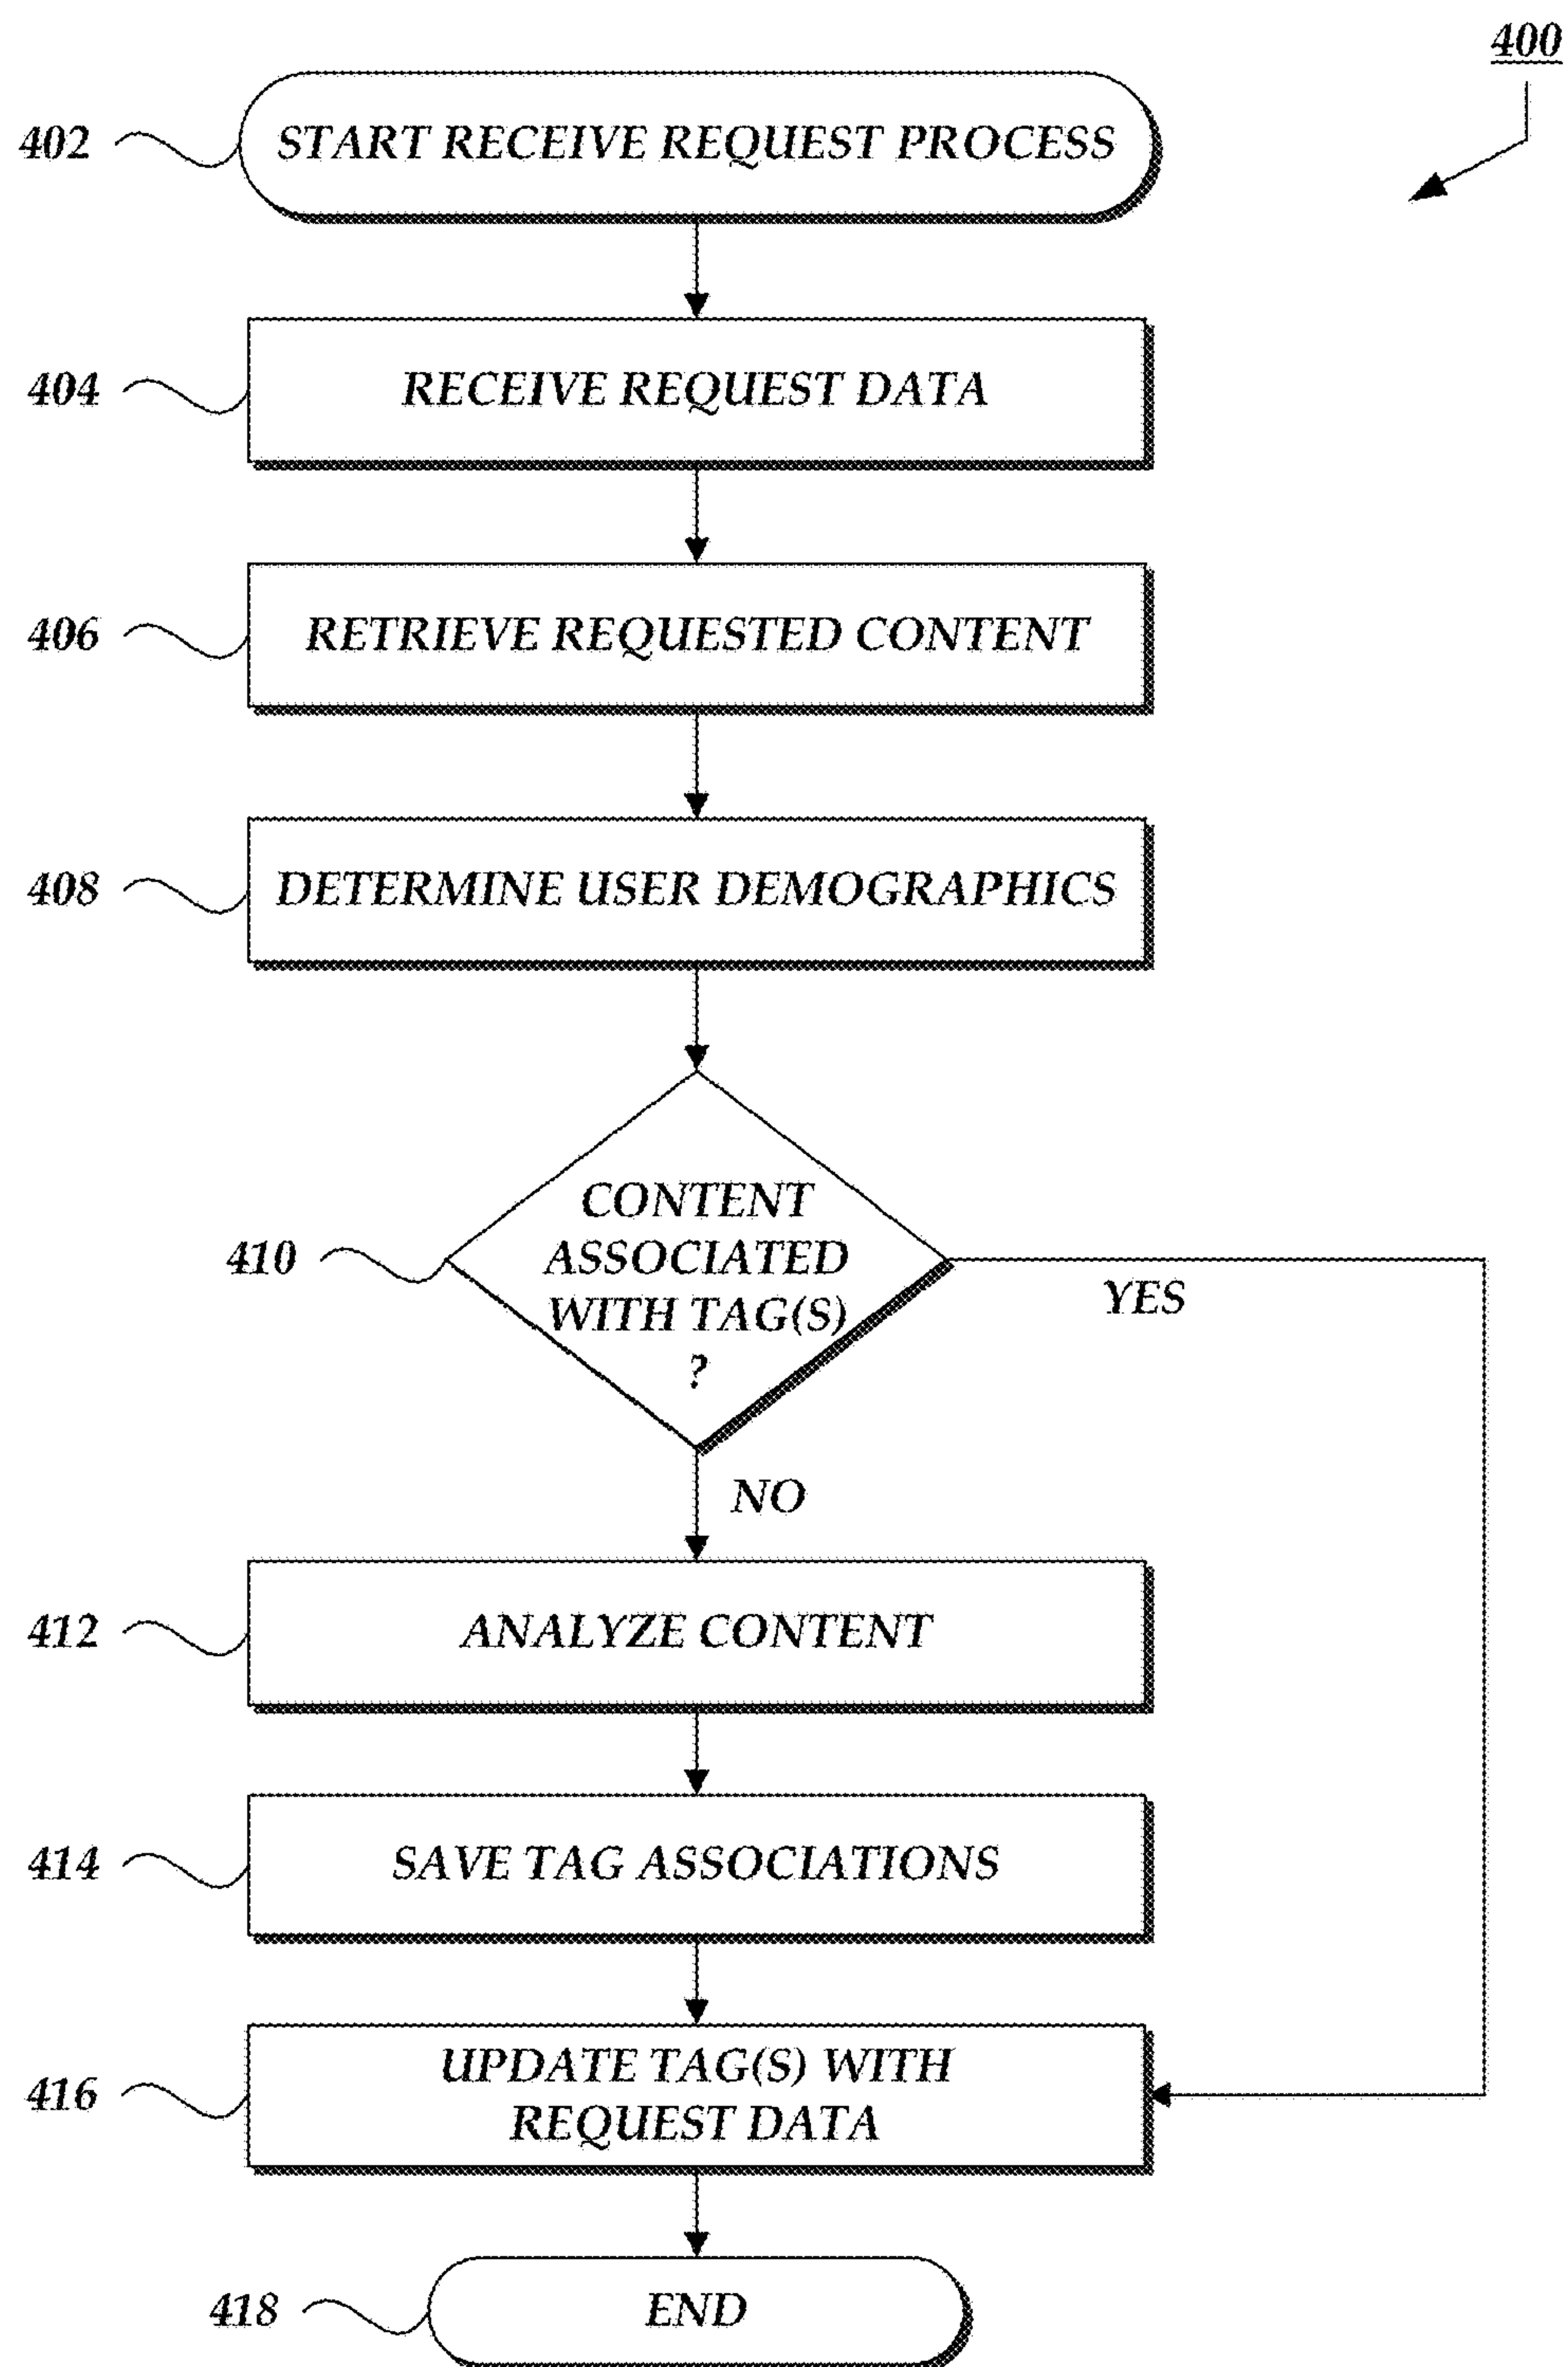 400
402
START RECEIVE REQUEST PROCESS
404
RECEIVE REQUEST DATA
406
RETRIEVE REQUESTED CONTENT
408
DETERMINE USER DEMOGRAPHICS
410
CONTENT
ASSOCIATED
WITH TAG(S)
?
YES
NO
412
ANALYZE CONTENT
414
SAVE TAG ASSOCIATIONS
416
UPDATE TAG(S) WITH
REQUEST DATA
418
END